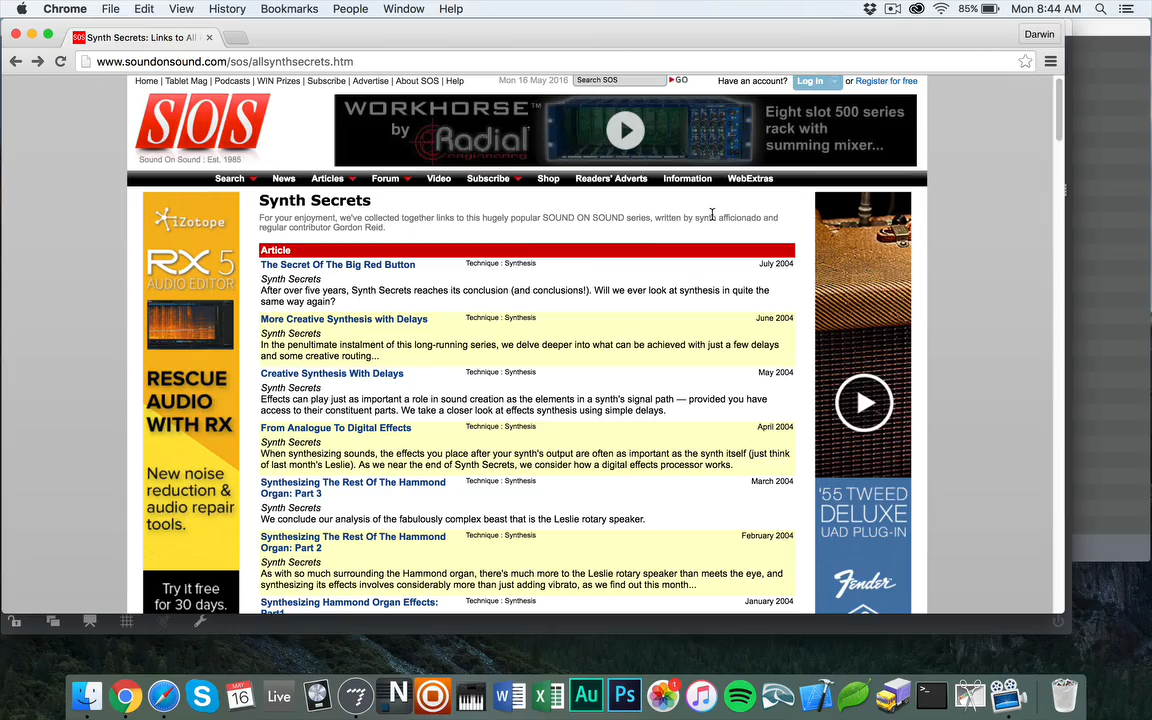 Chrome File Edit View History Bookmarks People Window Help 85% Mon 8:44 AM
SOS Synth Secrets: Links to All Darwin
www.soundonsound.com/sos/allsynthsecrets.htm
Home | Tablet Mag | Podcasts | WIN Prizes | Subscribe | Advertise | About SOS | Help Mon 16 May 2016 Search SOS GO Have an account? Log In or Register for free
SOS
Sound On Sound : Est. 1985
WORKHORSE™
by Radial
engineering
Eight slot 500 series
rack with
summing mixer...
Search News Articles Forum Video Subscribe Shop Readers' Adverts Information WebExtras
iZotope
RX 5
AUDIO EDITOR
RESCUE
AUDIO
WITH RX
New noise
reduction &
audio repair
tools.
Try it free
for 30 days.
Synth Secrets
For your enjoyment, we've collected together links to this hugely popular SOUND ON SOUND series, written by synth afficionado and
regular contributor Gordon Reid.
Article
The Secret Of The Big Red Button Technique : Synthesis July 2004
Synth Secrets
After over five years, Synth Secrets reaches its conclusion (and conclusions!). Will we ever look at synthesis in quite the
same way again?
More Creative Synthesis with Delays Technique : Synthesis June 2004
Synth Secrets
In the penultimate instalment of this long-running series, we delve deeper into what can be achieved with just a few delays
and some creative routing...
Creative Synthesis With Delays Technique : Synthesis May 2004
Synth Secrets
Effects can play just as important a role in sound creation as the elements in a synth's signal path — provided you have
access to their constituent parts. We take a closer look at effects synthesis using simple delays.
From Analogue To Digital Effects Technique : Synthesis April 2004
Synth Secrets
When synthesizing sounds, the effects you place after your synth's output are often as important as the synth itself (just think
of last month's Leslie). As we near the end of Synth Secrets, we consider how a digital effects processor works.
Synthesizing The Rest Of The Hammond Technique : Synthesis March 2004
Organ: Part 3
Synth Secrets
We conclude our analysis of the fabulously complex beast that is the Leslie rotary speaker.
Synthesizing The Rest Of The Hammond Technique : Synthesis February 2004
Organ: Part 2
Synth Secrets
As with so much surrounding the Hammond organ, there's much more to the Leslie rotary speaker than meets the eye, and
synthesizing its effects involves considerably more than just adding vibrato, as we find out this month...
Synthesizing Hammond Organ Effects: Technique : Synthesis January 2004
Part1
'55 TWEED
DELUXE
UAD PLUG-IN
Fender
MAY
16
Live
N
W
X
Au
Ps
1